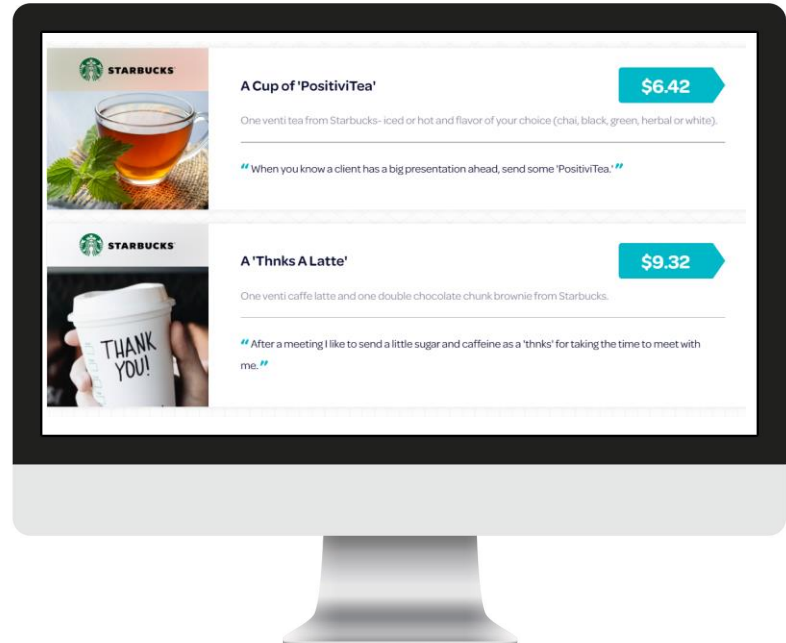 STARBUCKS
A Cup of 'PositiviTea'
$6.42
One venti tea from Starbucks- iced or hot and flavor of your choice (chai, black, green, herbal or white).
"When you know a client has a big presentation ahead, send some 'PositiviTea.'"
STARBUCKS
A 'Thnks A Latte'
$9.32
One venti caffe latte and one double chocolate chunk brownie from Starbucks.
"After a meeting I like to send a little sugar and caffeine as a 'thnks' for taking the time to meet with
me."
THANK
YOU!